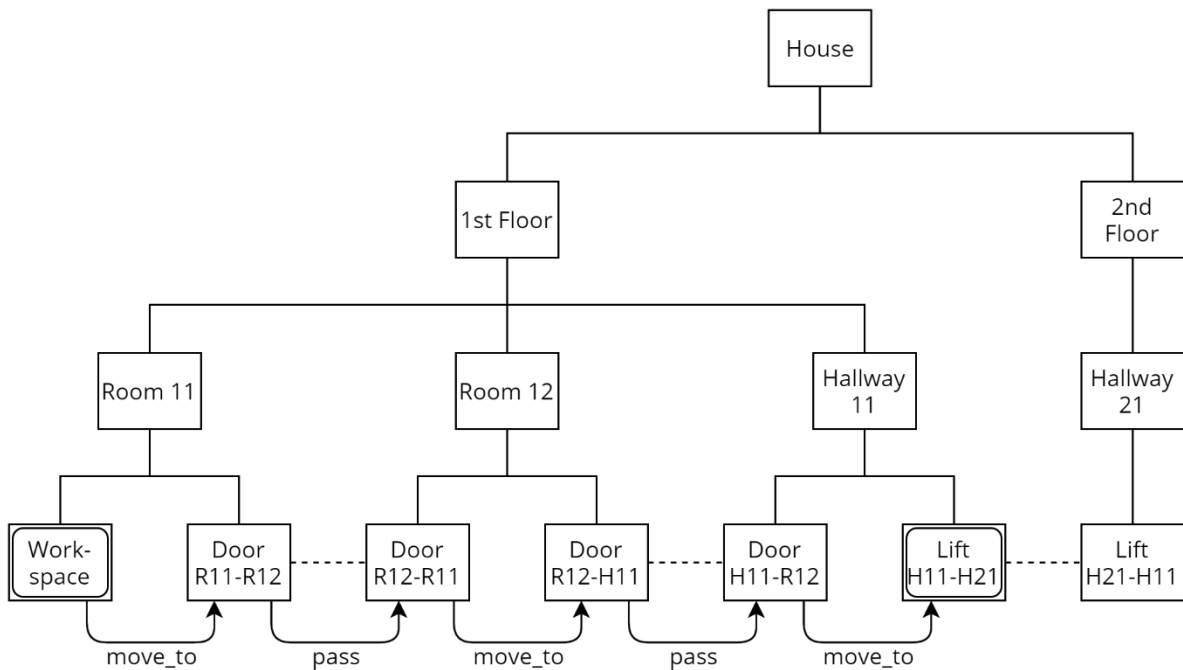 House
1st Floor
2nd
Floor
Room 11
Room 12
Hallway
11
Hallway
21
Work-
space
Door
R11-R12
Door
R12-R11
Door
R12-H11
Door
H11-R12
Lift
H11-H21
Lift
H21-H11
move_to
pass
move_to
pass
move_to